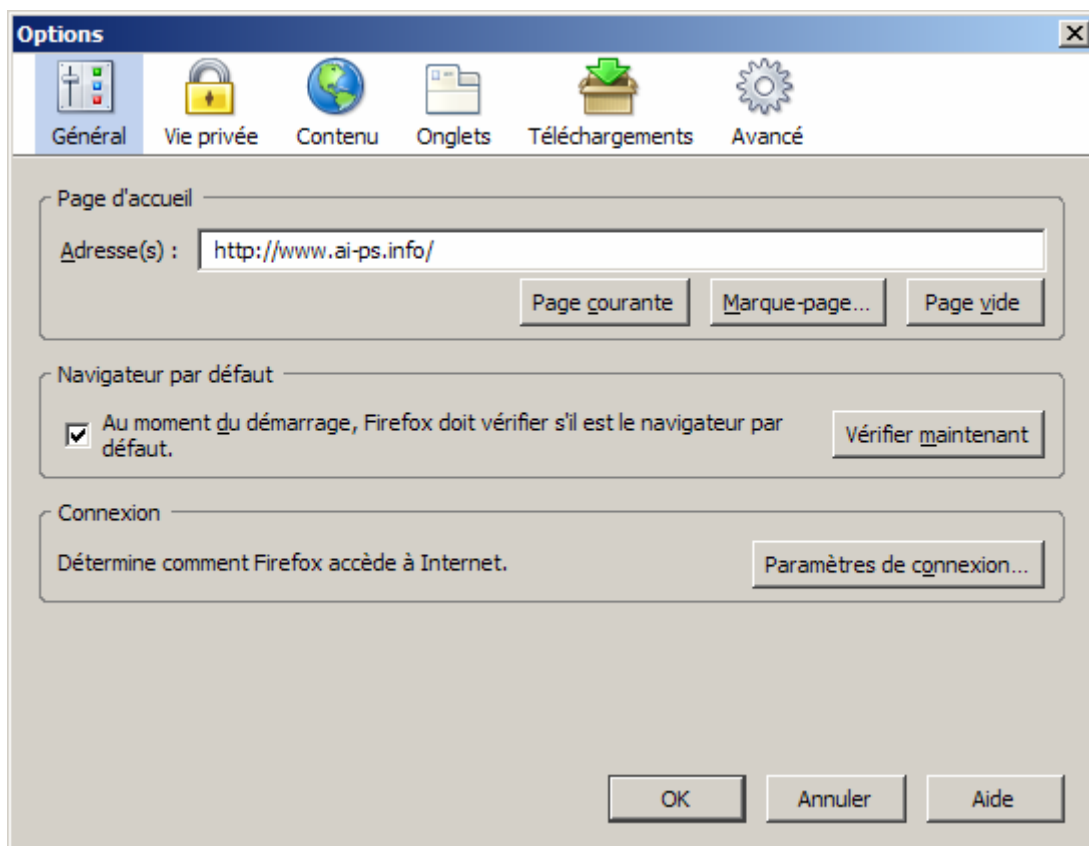 Options
Général
Vie privée
Contenu
Onglets
Téléchargements
Avancé
Page d'accueil
Adresse(s) :
http://www.ai-ps.info/
Page courante
Marque-page...
Page vide
Navigateur par défaut
Au moment du démarrage, Firefox doit vérifier s'il est le navigateur par
défaut.
Vérifier maintenant
Connexion
Détermine comment Firefox accède à Internet.
Paramètres de connexion...
OK
Annuler
Aide